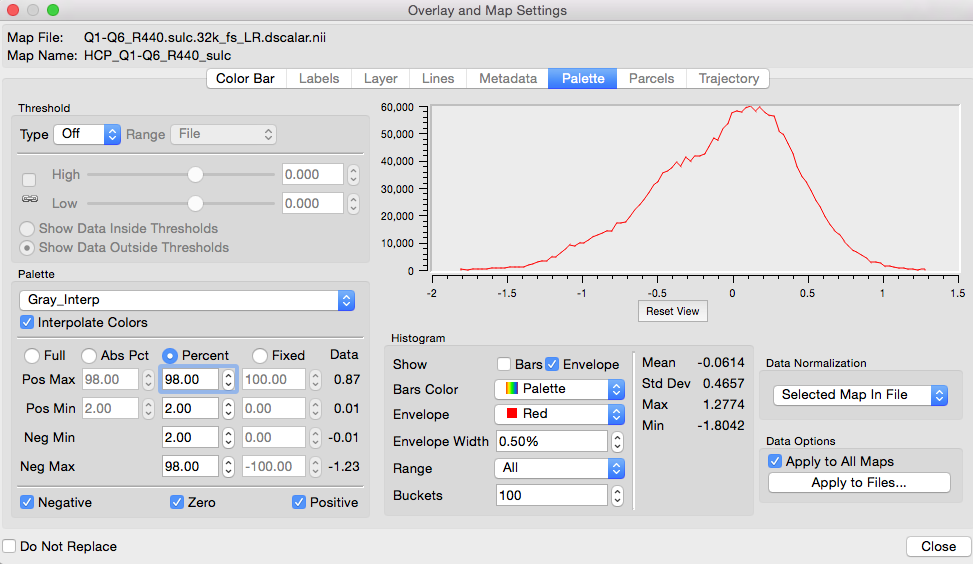 Overlay and Map Settings
Map File: Q1-Q6_R440.sulc.32k_fs_LR.dscalar.nii
Map Name: HCP_Q1-Q6_R440_sulc
Color Bar Labels Layer Lines Metadata Palette Parcels Trajectory
Threshold
Type Off Range File
High 0.000
Low 0.000
Show Data Inside Thresholds
Show Data Outside Thresholds
Palette
Gray_Interp
Interpolate Colors
Full Abs Pct Percent Fixed Data
Pos Max 98.00 98.00 100.00 0.87
Pos Min 2.00 2.00 0.00 0.01
Neg Min 2.00 0.00 -0.01
Neg Max 98.00 -100.00 -1.23
Negative Zero Positive
60,000
50,000
40,000
30,000
20,000
10,000
0
-2 -1.5 -1 -0.5 0 0.5 1 1.5
Reset View
Histogram
Show Bars Envelope
Bars Color Palette
Envelope Red
Envelope Width 0.50%
Range All
Buckets 100
Mean -0.0614
Std Dev 0.4657
Max 1.2774
Min -1.8042
Data Normalization
Selected Map In File
Data Options
Apply to All Maps
Apply to Files...
Do Not Replace
Close